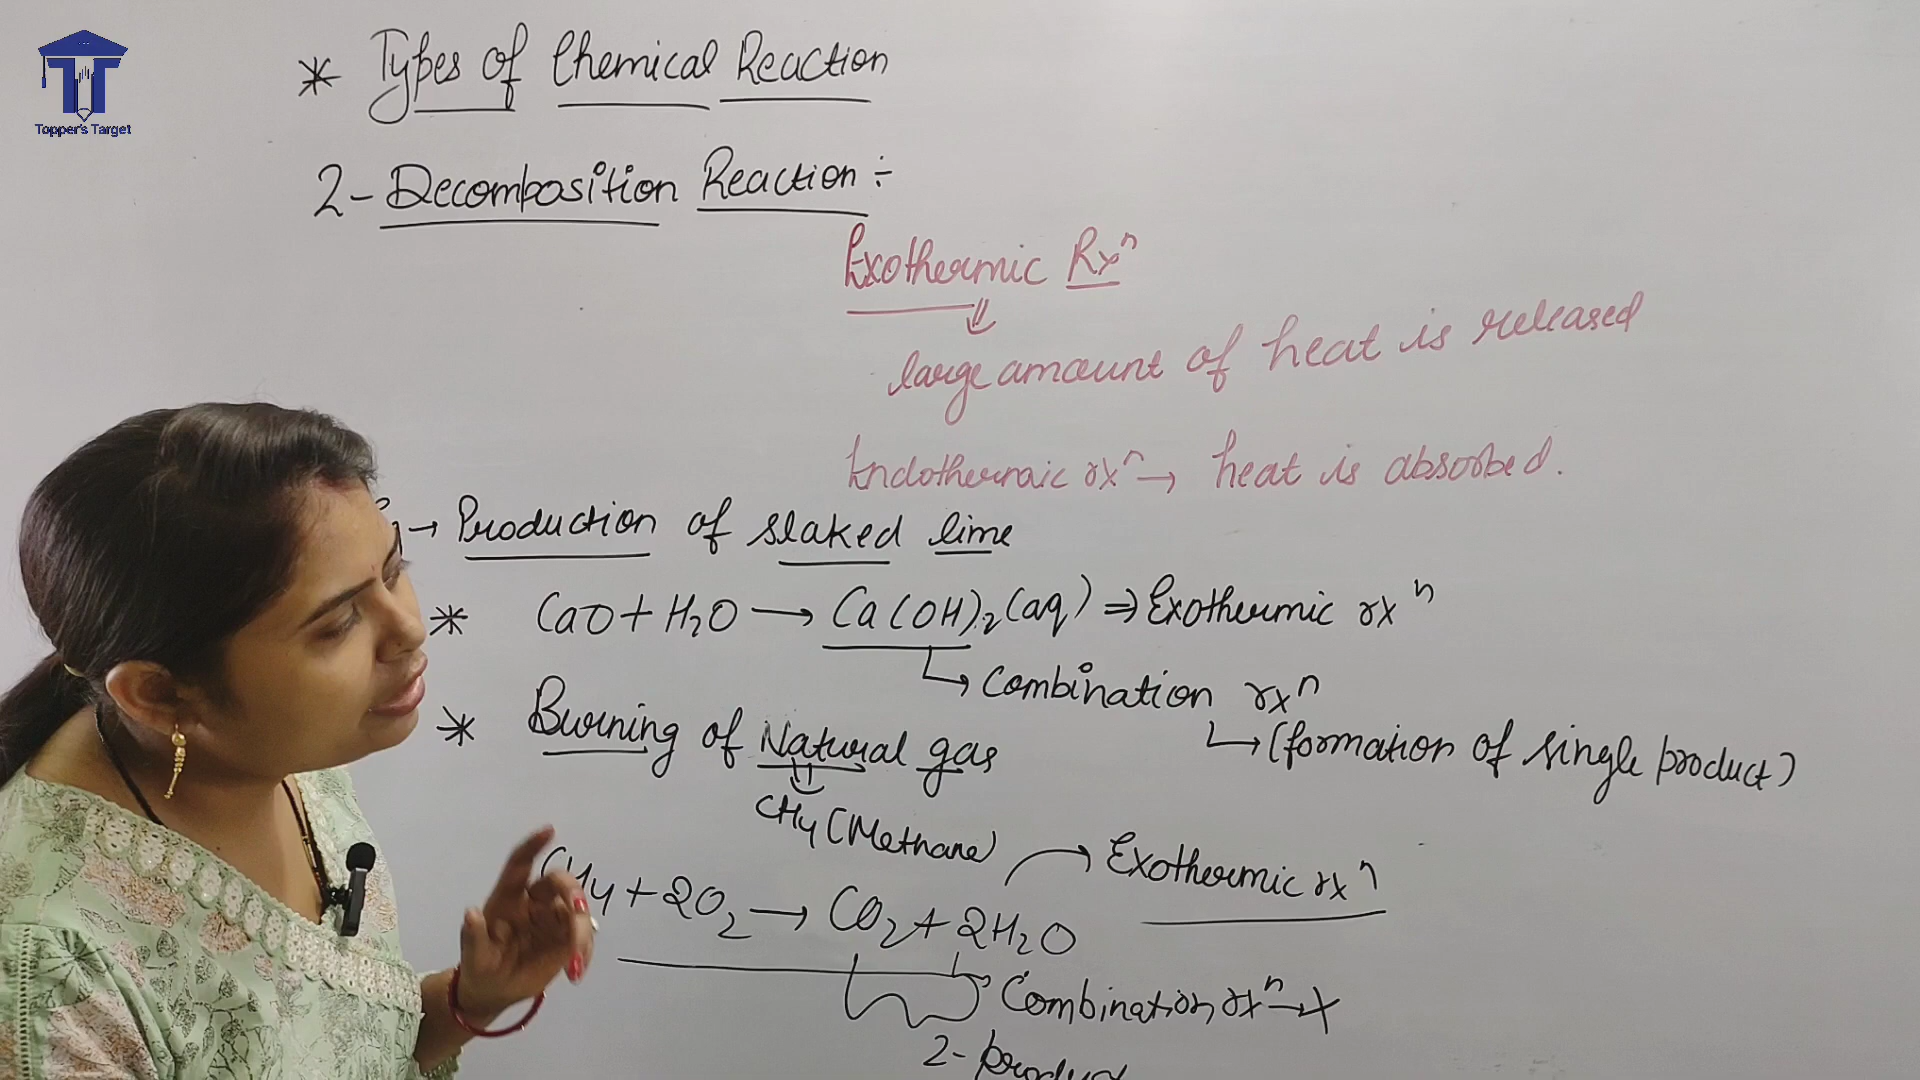 Topper's Target
* Types of Chemical Reaction
2- Decomposition Reaction÷
Exothermic Rxⁿ
large amount of heat is released
Endothermic rxⁿ → heat is absorbed.
→ Production of slaked lime
* CaO + H₂O → Ca(OH)₂(aq) ⇒ Exothermic rxⁿ
Combination rxⁿ
(formation of single product)
* Burning of Natural gas
CH₄ (Methane)
CH₄ + 2O₂ → CO₂ + 2H₂O
Exothermic rxⁿ
Combination rxⁿ → X
2- product